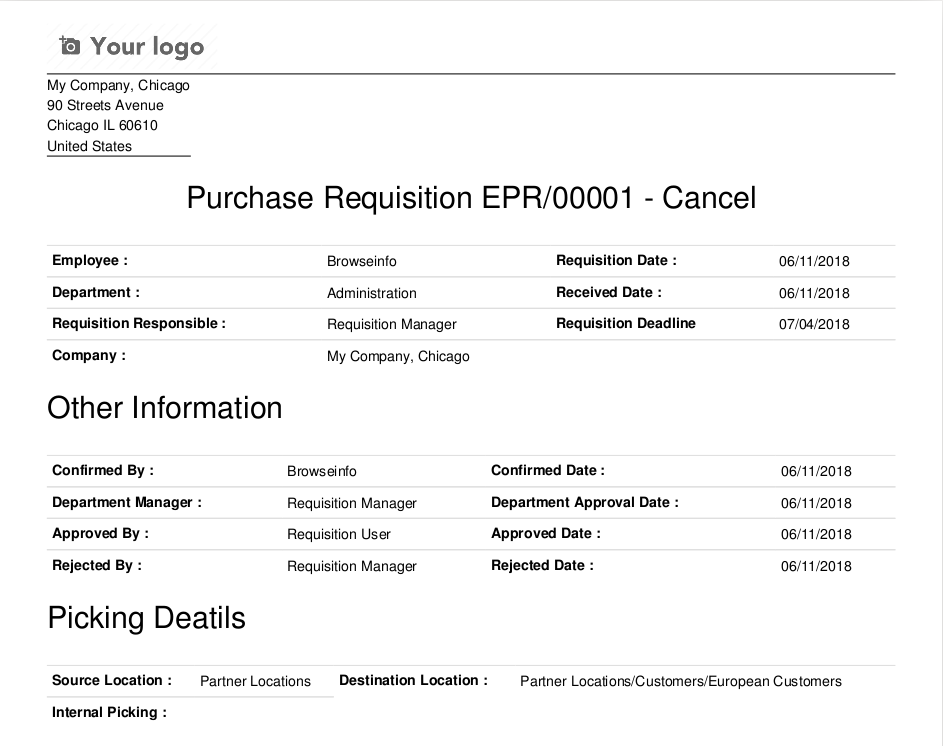 Your logo
My Company, Chicago
90 Streets Avenue
Chicago IL 60610
United States
Purchase Requisition EPR/00001 - Cancel
Employee : Browseinfo Requisition Date : 06/11/2018
Department : Administration Received Date : 06/11/2018
Requisition Responsible : Requisition Manager Requisition Deadline 07/04/2018
Company : My Company, Chicago
Other Information
Confirmed By : Browseinfo Confirmed Date : 06/11/2018
Department Manager : Requisition Manager Department Approval Date : 06/11/2018
Approved By : Requisition User Approved Date : 06/11/2018
Rejected By : Requisition Manager Rejected Date : 06/11/2018
Picking Deatils
Source Location : Partner Locations Destination Location : Partner Locations/Customers/European Customers
Internal Picking :